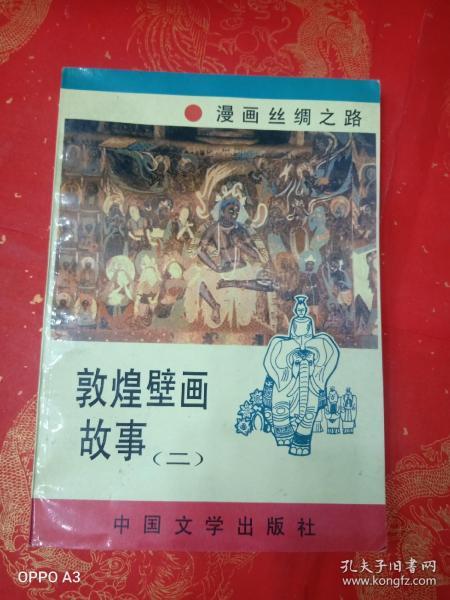 漫画丝绸之路
敦煌壁画
故事(二)
中国文学出版社
OPPO A3
孔夫子旧书网
www.kongfz.com